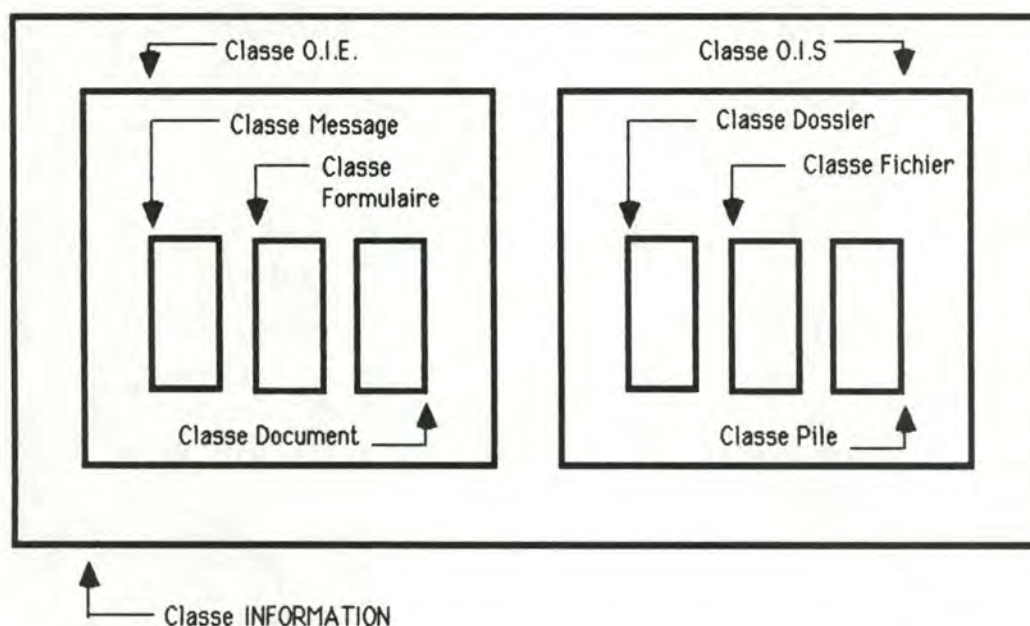 Classe O.I.E.
Classe O.I.S
Classe Message
Classe
Formulaire
Classe Document
Classe Dossier
Classe Fichier
Classe Pile
Classe INFORMATION